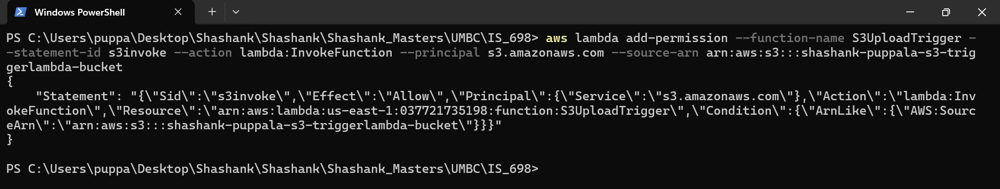 Windows PowerShell
PS C:\Users\puppa\Desktop\Shashank\Shashank\Shashank_Masters\UMBC\IS_698> aws lambda add-permission --function-name S3UploadTrigger -
-statement-id s3invoke --action lambda:InvokeFunction --principal s3.amazonaws.com --source-arn arn:aws:s3:::shashank-puppala-s3-trig
gerlambda-bucket
{
    "Statement": "{\"Sid\":\"s3invoke\",\"Effect\":\"Allow\",\"Principal\":{\"Service\":\"s3.amazonaws.com\"},\"Action\":\"lambda:Inv
okeFunction\",\"Resource\":\"arn:aws:lambda:us-east-1:037721735198:function:S3UploadTrigger\",\"Condition\":{\"ArnLike\":{\"AWS:Sourc
eArn\":\"arn:aws:s3:::shashank-puppala-s3-triggerlambda-bucket\"}}}"
}
PS C:\Users\puppa\Desktop\Shashank\Shashank\Shashank_Masters\UMBC\IS_698>